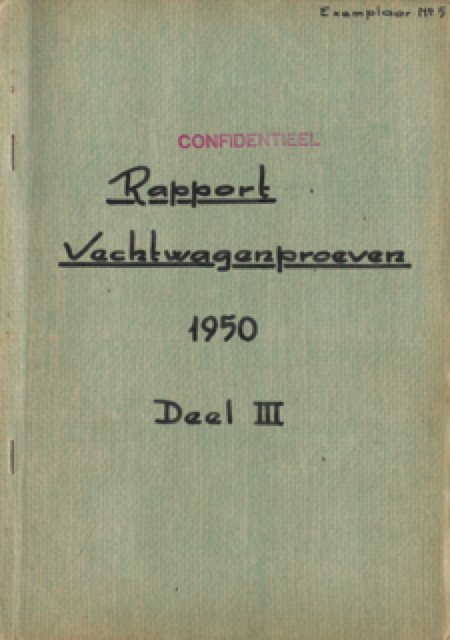 Exemplaar Nº 5
CONFIDENTIEEL
Rapport
Vechtwagenproeven
1950
Deel III